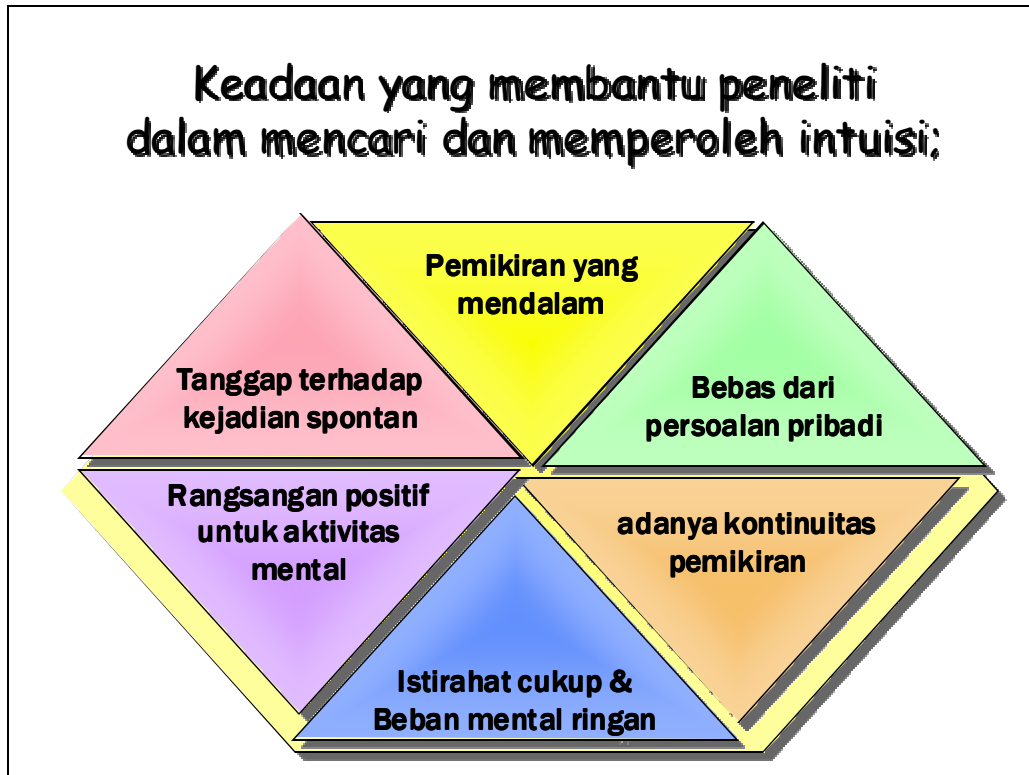 Keadaan yang membantu peneliti
dalam mencari dan memperoleh intuisi;
Pemikiran yang
mendalam
Tanggap terhadap
kejadian spontan
Bebas dari
persoalan pribadi
Rangsangan positif
untuk aktivitas
mental
adanya kontinuitas
pemikiran
Istirahat cukup &
Beban mental ringan